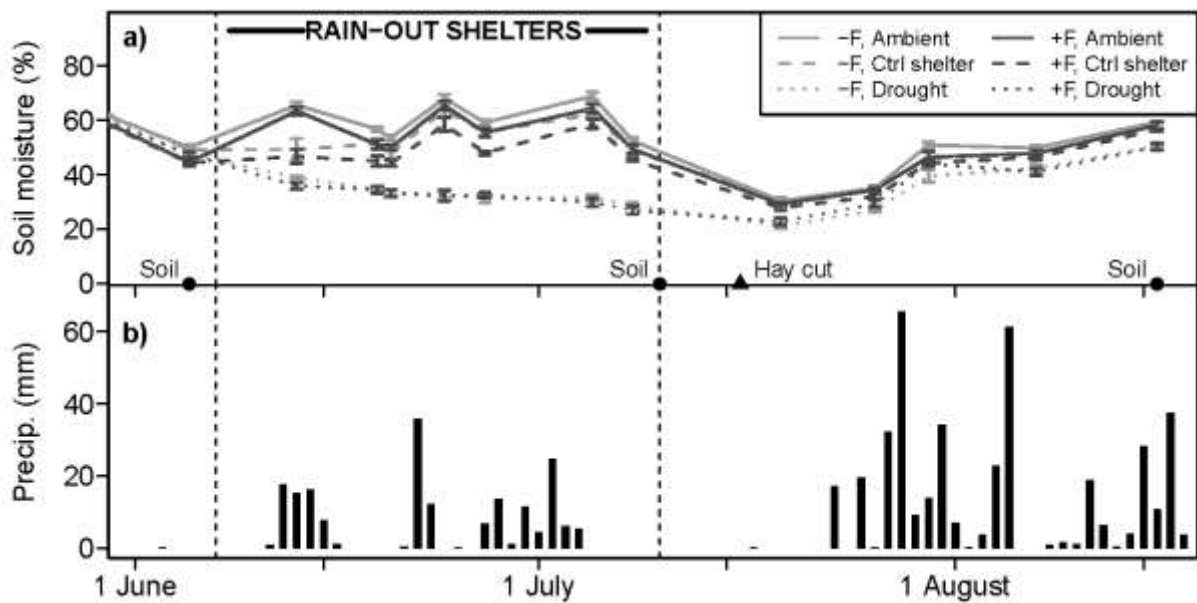 a)
RAIN−OUT SHELTERS
−F, Ambient +F, Ambient
−F, Ctrl shelter +F, Ctrl shelter
−F, Drought +F, Drought
Soil moisture (%)
80
60
40
20
0
Soil Soil Hay cut Soil
b)
Precip. (mm)
60
40
20
0
1 June 1 July 1 August